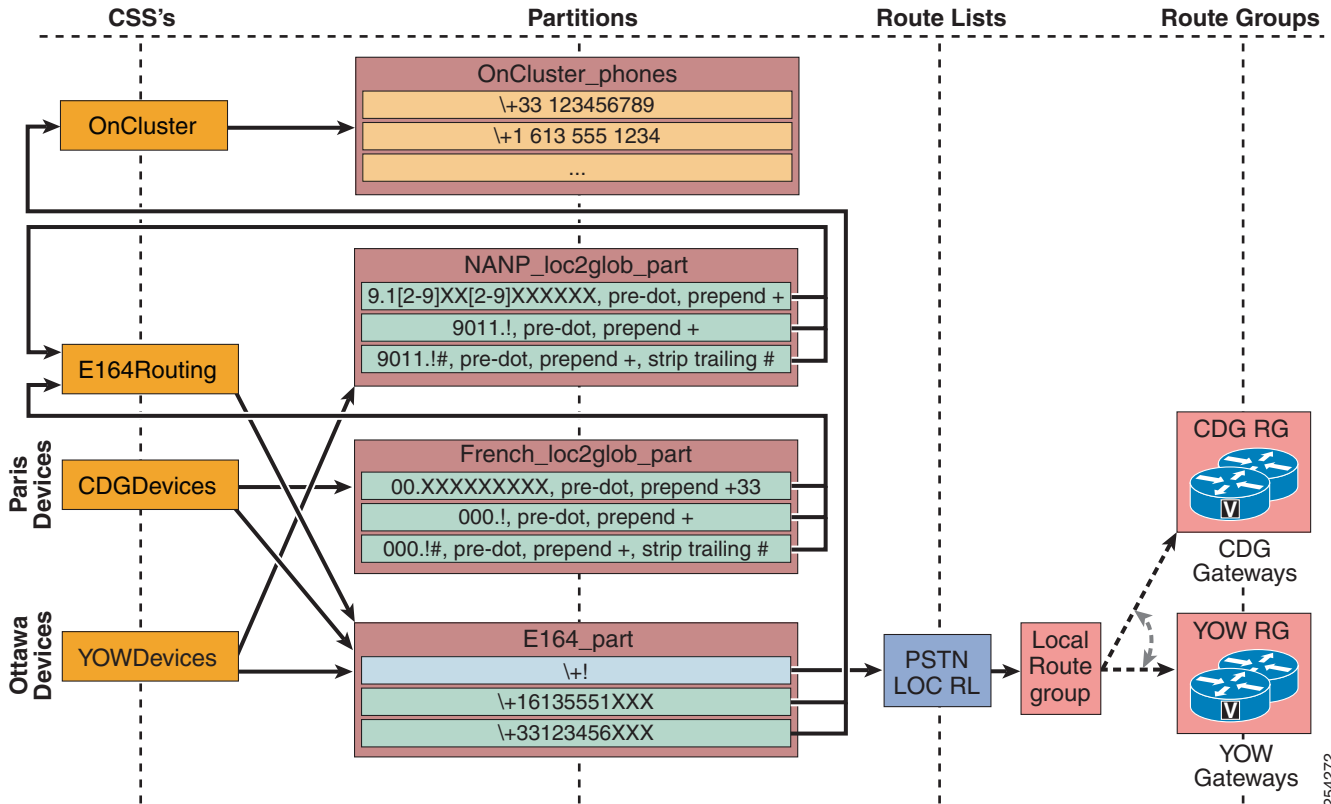 CSS's
Partitions
Route Lists
Route Groups
OnCluster
OnCluster_phones
\+33 123456789
\+1 613 555 1234
...
NANP_loc2glob_part
9.1[2-9]XX[2-9]XXXXXX, pre-dot, prepend +
9011.!, pre-dot, prepend +
9011.!#, pre-dot, prepend +, strip trailing #
E164Routing
Paris
Devices
CDGDevices
French_loc2glob_part
00.XXXXXXXXX, pre-dot, prepend +33
000.!, pre-dot, prepend +
000.!#, pre-dot, prepend +, strip trailing #
Ottawa
Devices
YOWDevices
E164_part
\+!
\+16135551XXX
\+33123456XXX
PSTN
LOC RL
Local
Route
group
CDG RG
V
CDG
Gateways
YOW RG
V
YOW
Gateways
254272